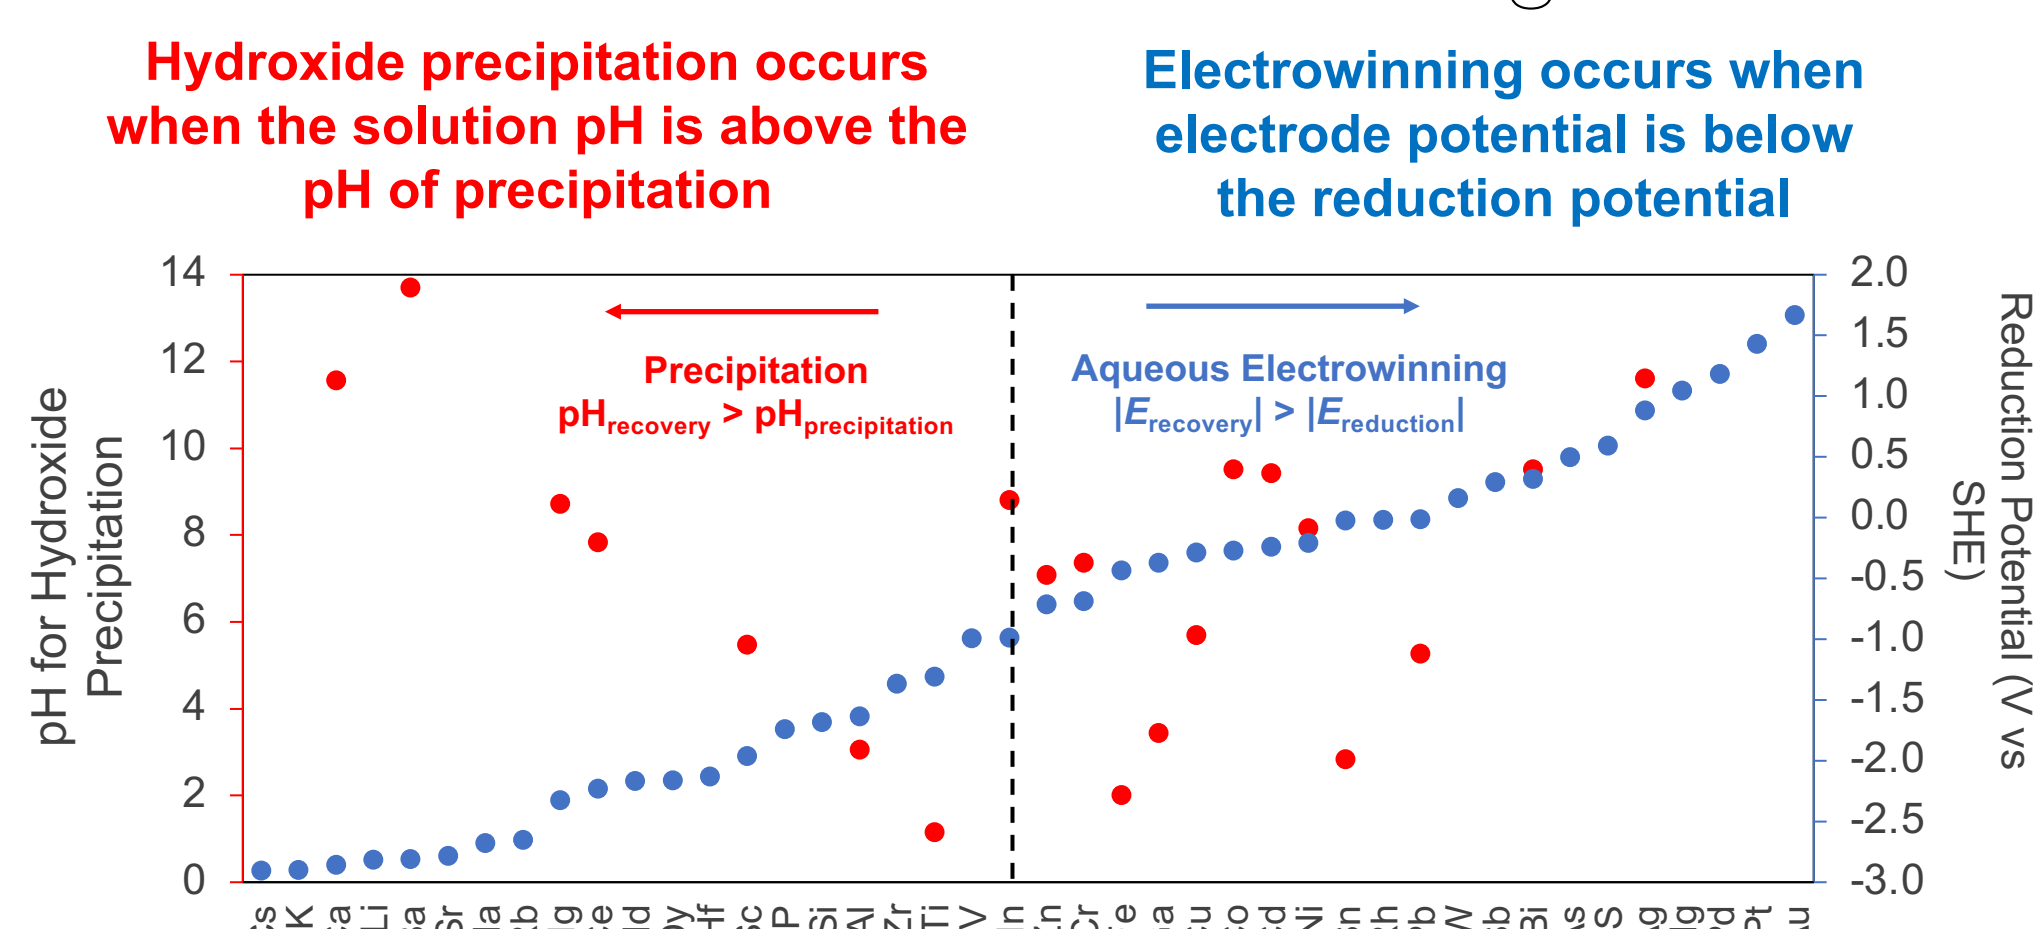 Hydroxide precipitation occurs
when the solution pH is above the
pH of precipitation
Electrowinning occurs when
electrode potential is below
the reduction potential
Precipitation
pHrecovery > pHprecipitation
Aqueous Electrowinning
|Erecovery| > |Ereduction|
pH for Hydroxide
Precipitation
14
12
10
8
6
4
2
0
2.0
1.5
1.0
0.5
0.0
-0.5
-1.0
-1.5
-2.0
-2.5
-3.0
Reduction Potential (V vs
SHE)
K
Li
Sr
Hf
Sc
P
Si
Al
Zr
Ti
V
Cr
Ni
W
Bi
S
Pt